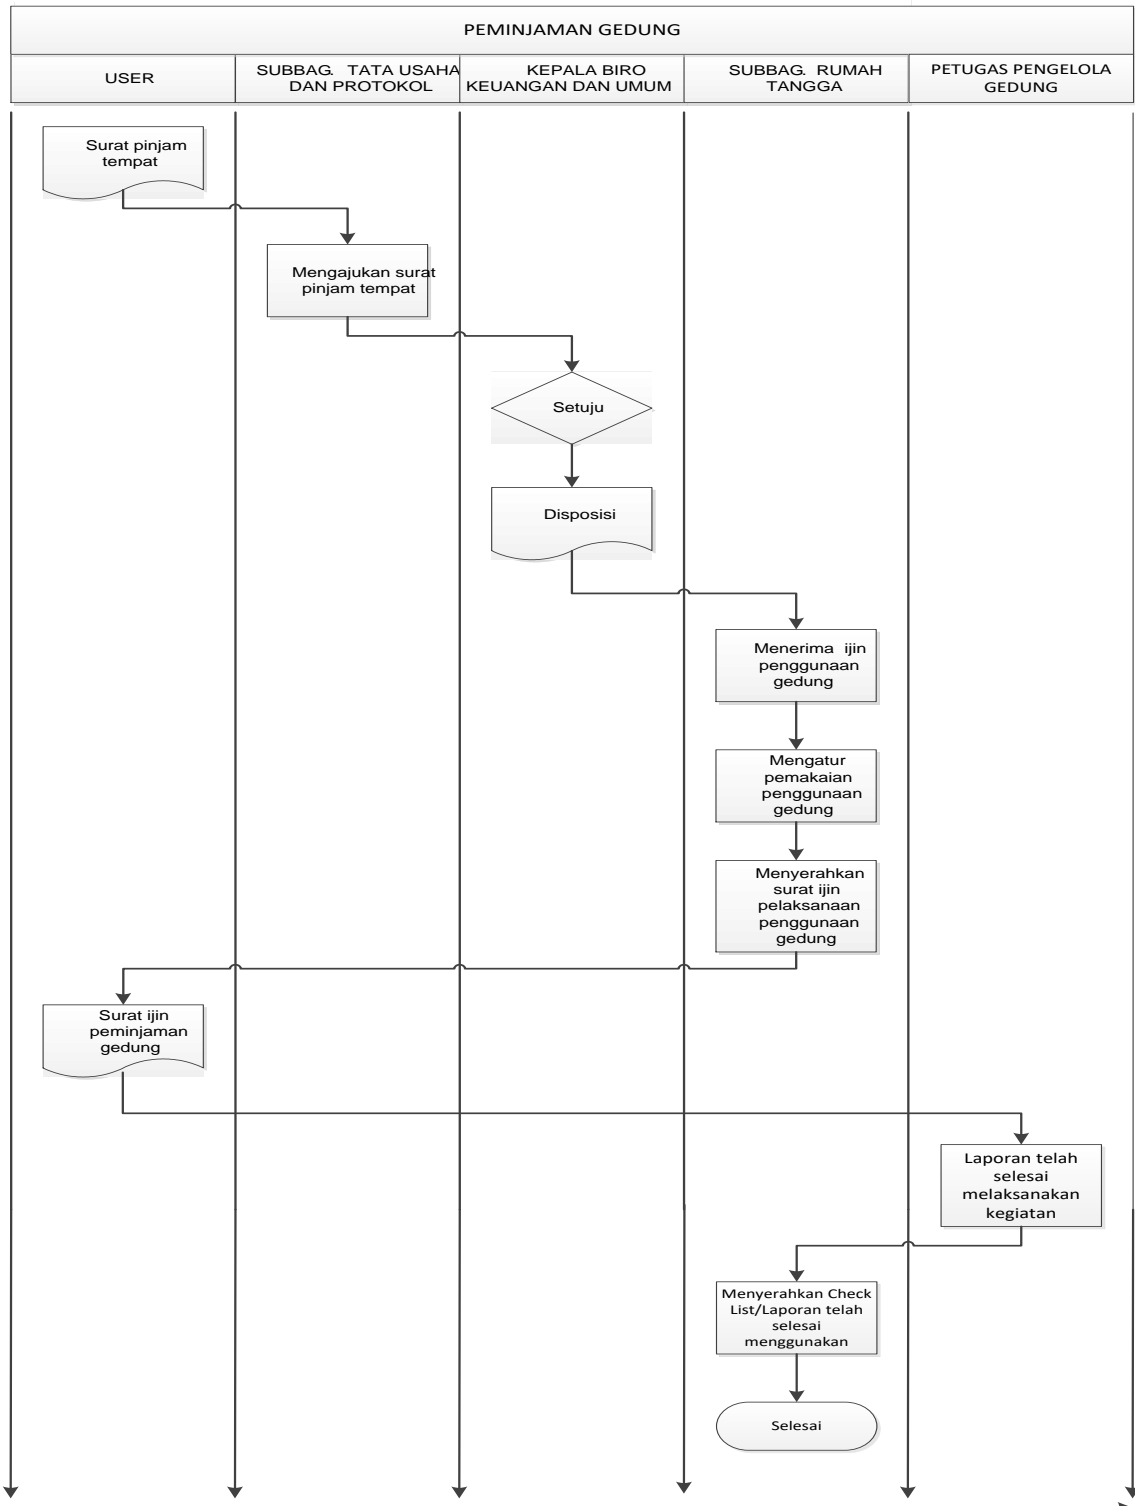 PEMINJAMAN GEDUNG
USER
SUBBAG. TATA USAHA
DAN PROTOKOL
KEPALA BIRO
KEUANGAN DAN UMUM
SUBBAG. RUMAH
TANGGA
PETUGAS PENGELOLA
GEDUNG
Surat pinjam
tempat
Mengajukan surat
pinjam tempat
Setuju
Disposisi
Menerima ijin
penggunaan
gedung
Mengatur
pemakaian
penggunaan
gedung
Menyerahkan
surat ijin
pelaksanaan
penggunaan
gedung
Surat ijin
peminjaman
gedung
Laporan telah
selesai
melaksanakan
kegiatan
Menyerahkan Check
List/Laporan telah
selesai
menggunakan
Selesai